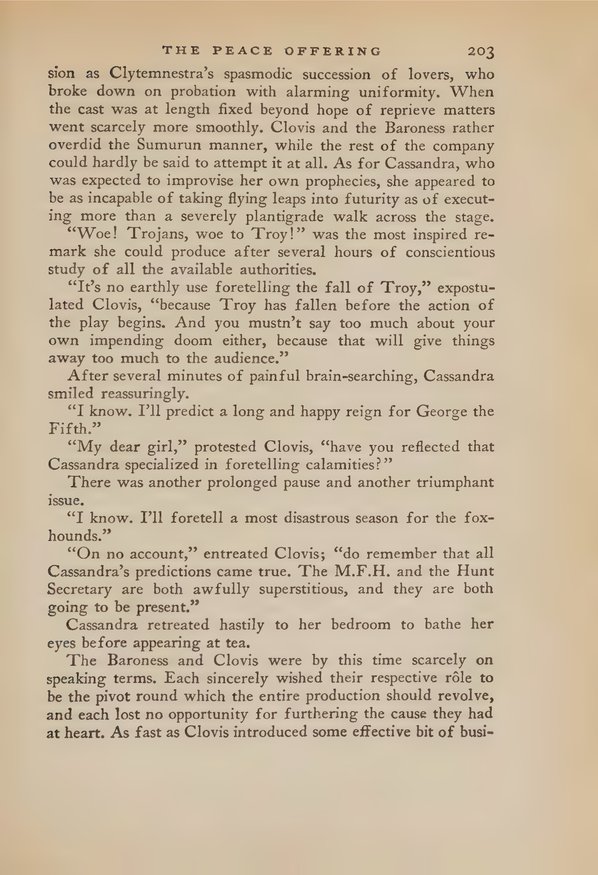 THE PEACE OFFERING 203
sion as Clytemnestra's spasmodic succession of lovers, who
broke down on probation with alarming uniformity. When
the cast was at length fixed beyond hope of reprieve matters
went scarcely more smoothly. Clovis and the Baroness rather
overdid the Sumurun manner, while the rest of the company
could hardly be said to attempt it at all. As for Cassandra, who
was expected to improvise her own prophecies, she appeared to
be as incapable of taking flying leaps into futurity as of execut-
ing more than a severely plantigrade walk across the stage.
"Woe! Trojans, woe to Troy!" was the most inspired re-
mark she could produce after several hours of conscientious
study of all the available authorities.
"It's no earthly use foretelling the fall of Troy," expostu-
lated Clovis, "because Troy has fallen before the action of
the play begins. And you mustn't say too much about your
own impending doom either, because that will give things
away too much to the audience."
After several minutes of painful brain-searching, Cassandra
smiled reassuringly.
"I know. I'll predict a long and happy reign for George the
Fifth."
"My dear girl," protested Clovis, "have you reflected that
Cassandra specialized in foretelling calamities?"
There was another prolonged pause and another triumphant
issue.
"I know. I'll foretell a most disastrous season for the fox-
hounds."
"On no account," entreated Clovis; "do remember that all
Cassandra's predictions came true. The M.F.H. and the Hunt
Secretary are both awfully superstitious, and they are both
going to be present."
Cassandra retreated hastily to her bedroom to bathe her
eyes before appearing at tea.
The Baroness and Clovis were by this time scarcely on
speaking terms. Each sincerely wished their respective rôle to
be the pivot round which the entire production should revolve,
and each lost no opportunity for furthering the cause they had
at heart. As fast as Clovis introduced some effective bit of busi-